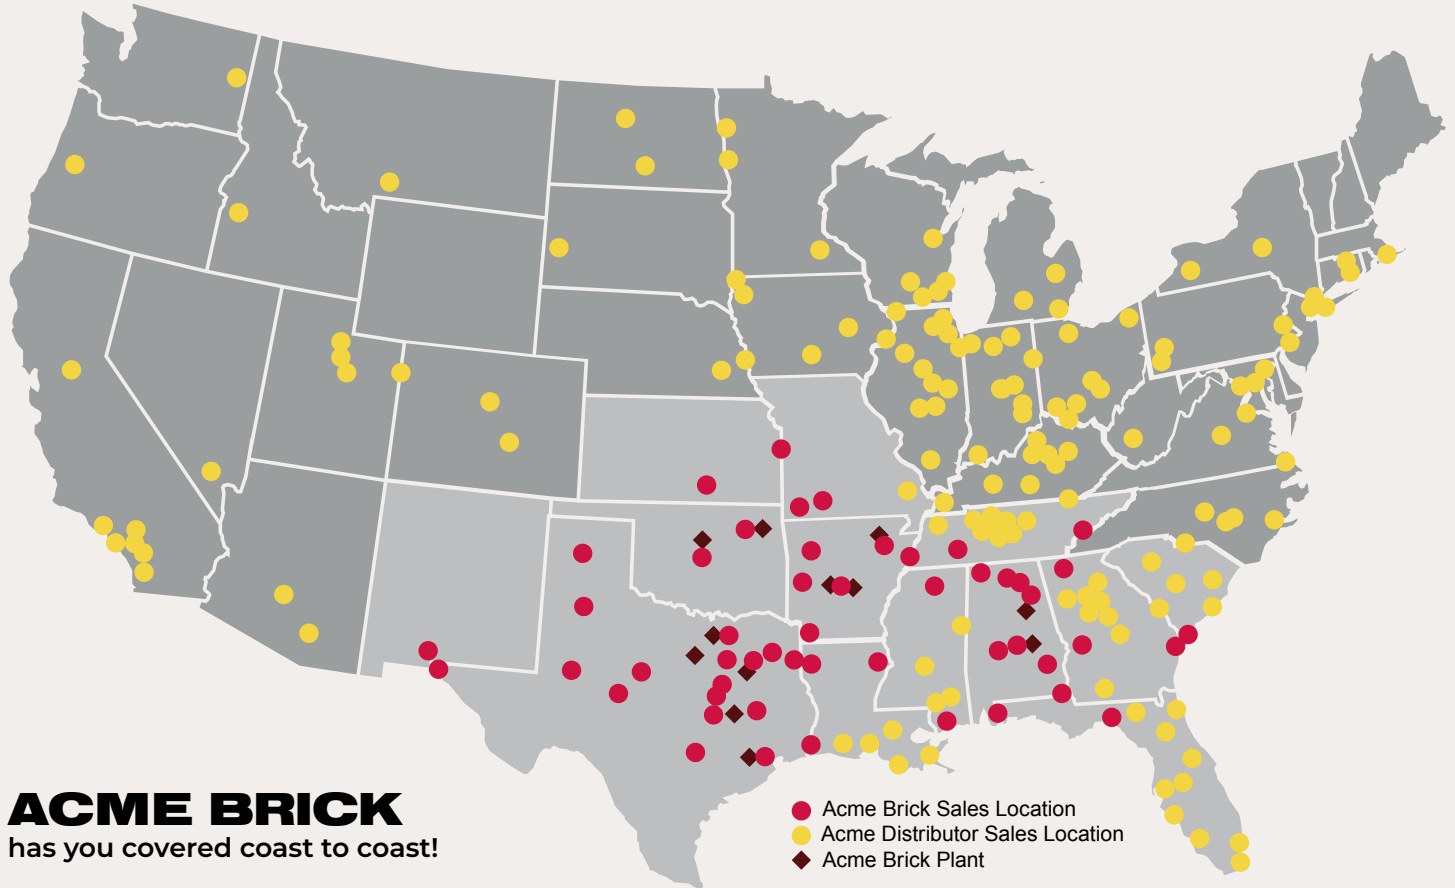 ACME BRICK
has you covered coast to coast!
Acme Brick Sales Location
Acme Distributor Sales Location
Acme Brick Plant